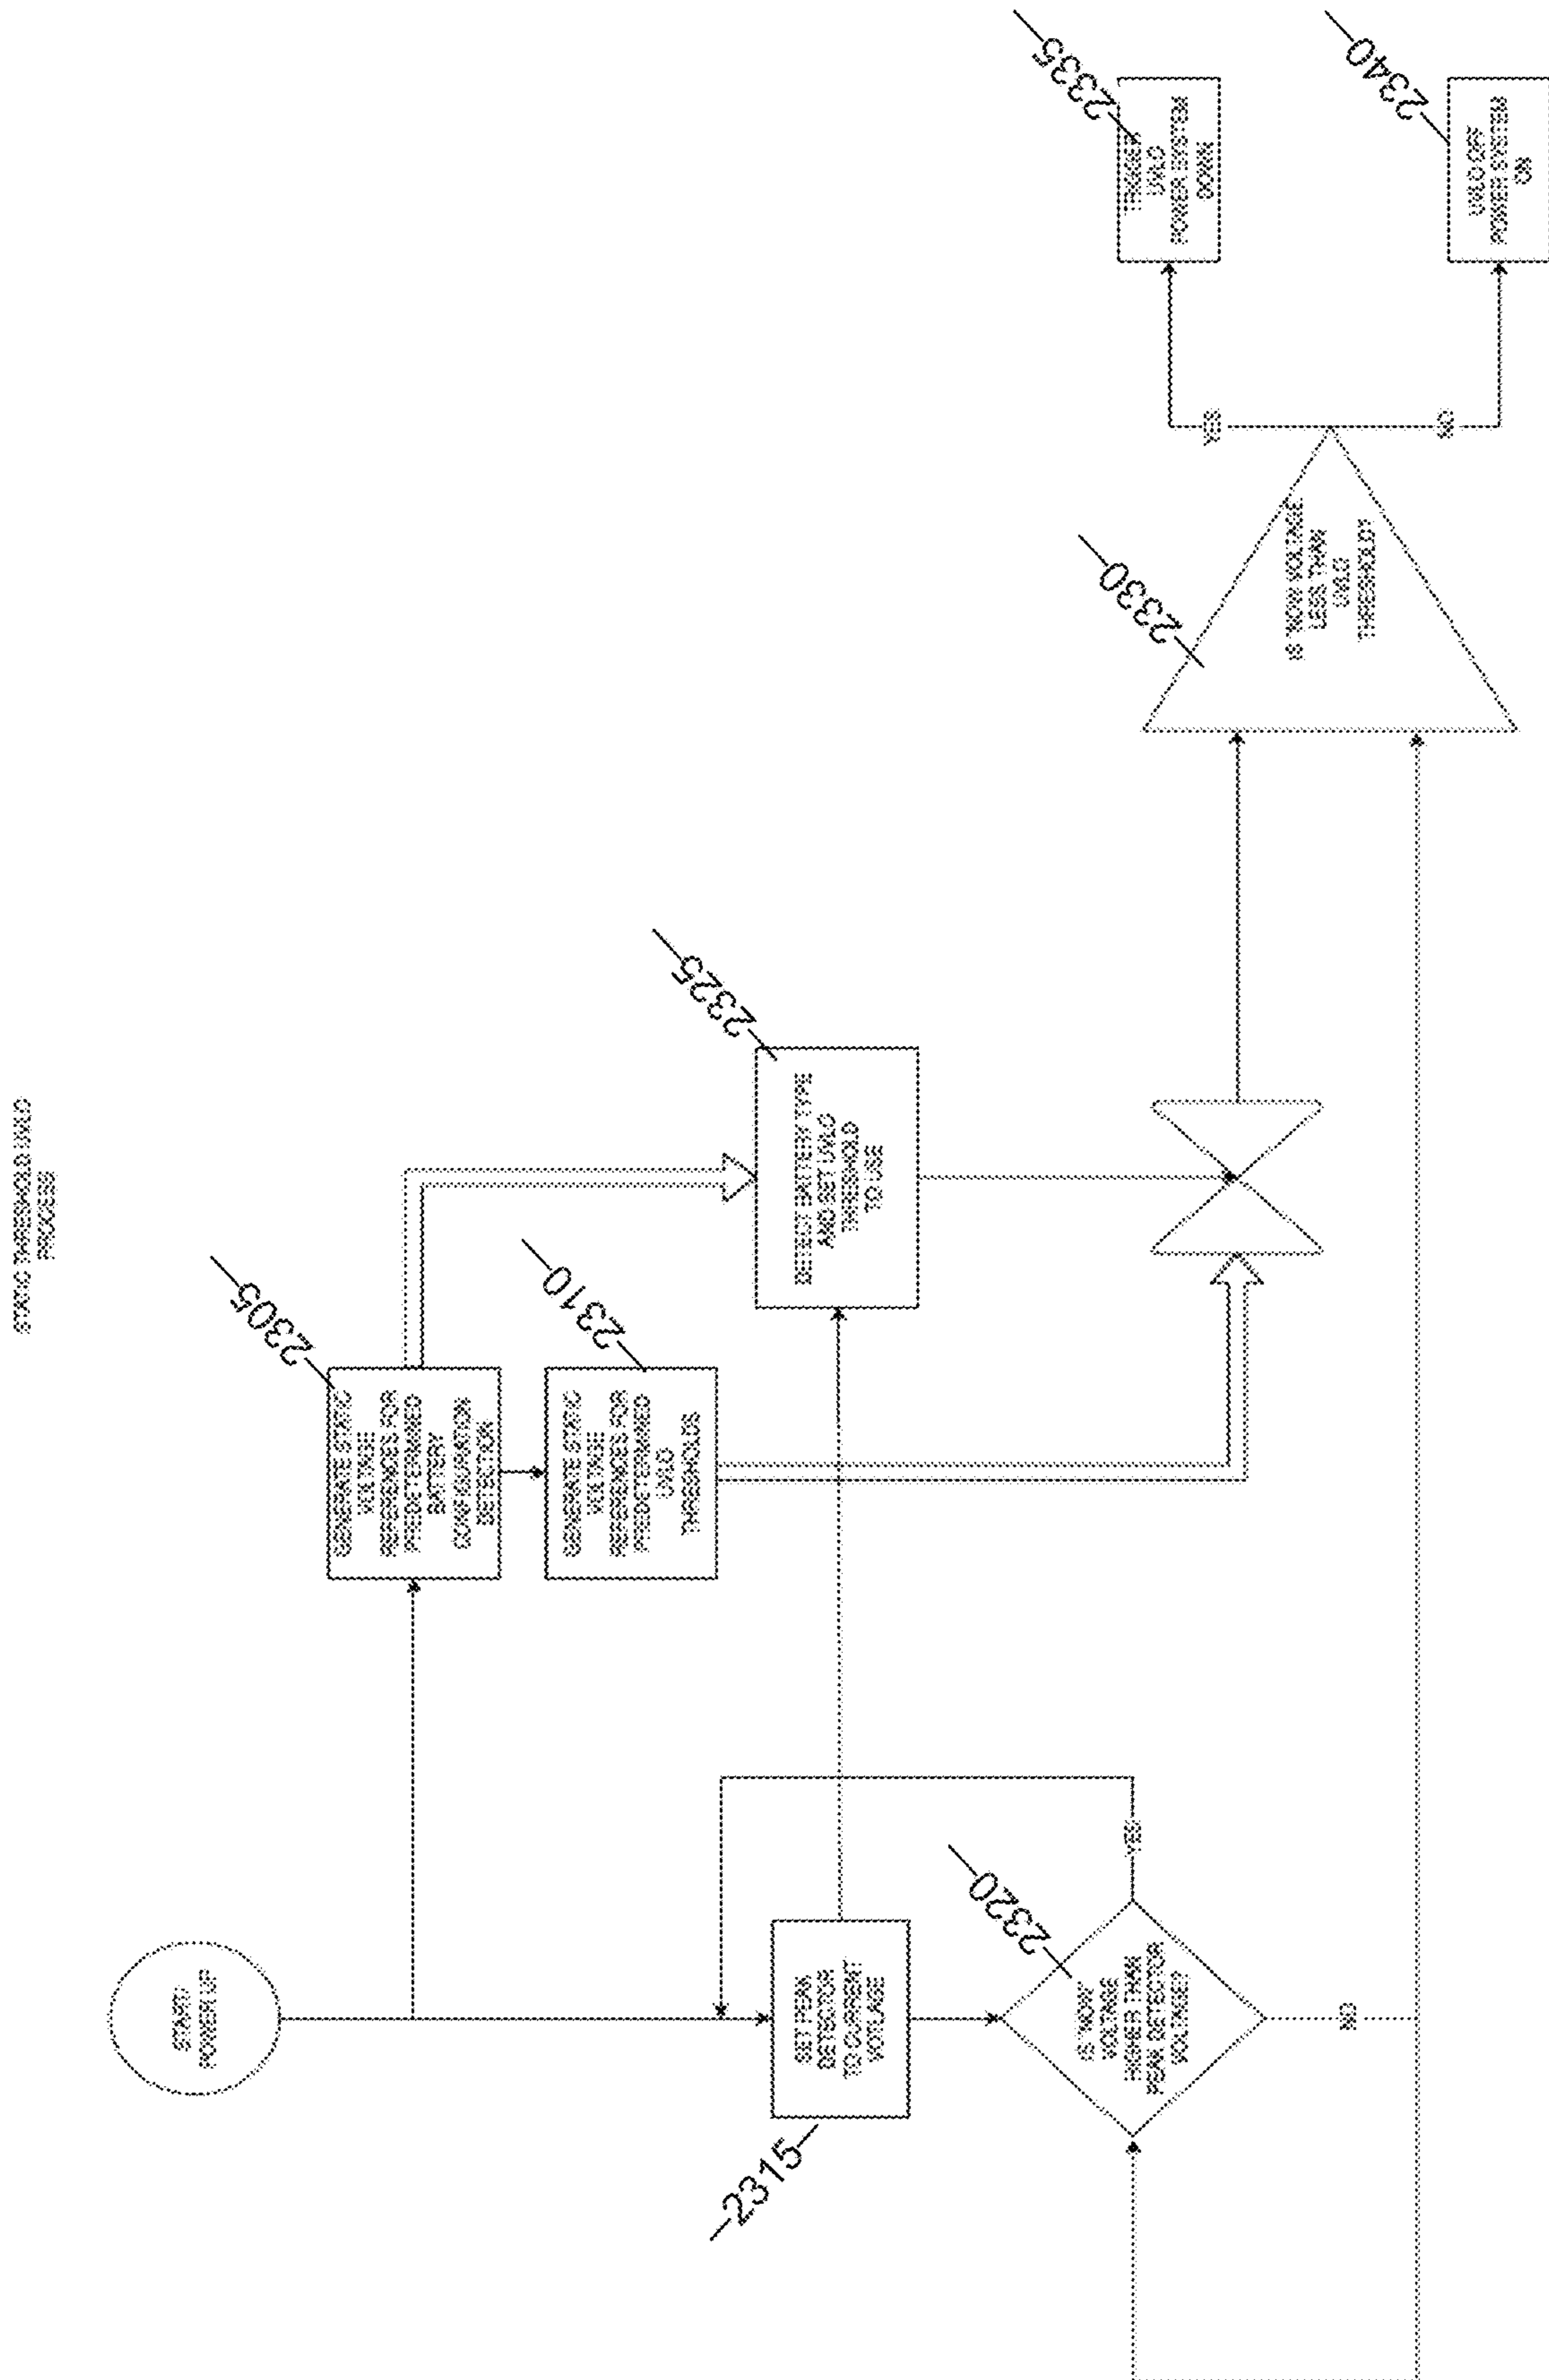 STATIC THRESHOLD UVLO
PROCESS
START/
POWER UP
2305
GENERATE STATIC
VOLTAGE
REFERENCES FOR
PREDETERMINED
BATTERY
CONFIGURATION
DETECTION
2310
GENERATE STATIC
VOLTAGE
REFERENCES FOR
PREDETERMINED
UVLO
THRESHOLDS
2315
SET PEAK
DETECTOR
TO CURRENT
VOTLAGE
2320
IS 'NOW'
VOLTAGE
HIGHER THAN
PEAK DETECTOR
VOLTAGE?
YES
NO
2325
DETECT BATTERY TYPE
AND SET UVLO
THRESHOLD
TO USE
2330
IS 'NOW' VOLTAGE
LESS THAN
UVLO
THRESHOLD?
YES
NO
2335
TRIGGER
UVLO
POWER SYSTEM
DOWN
2340
UVLO OFF/
POWER SYSTEM
ON